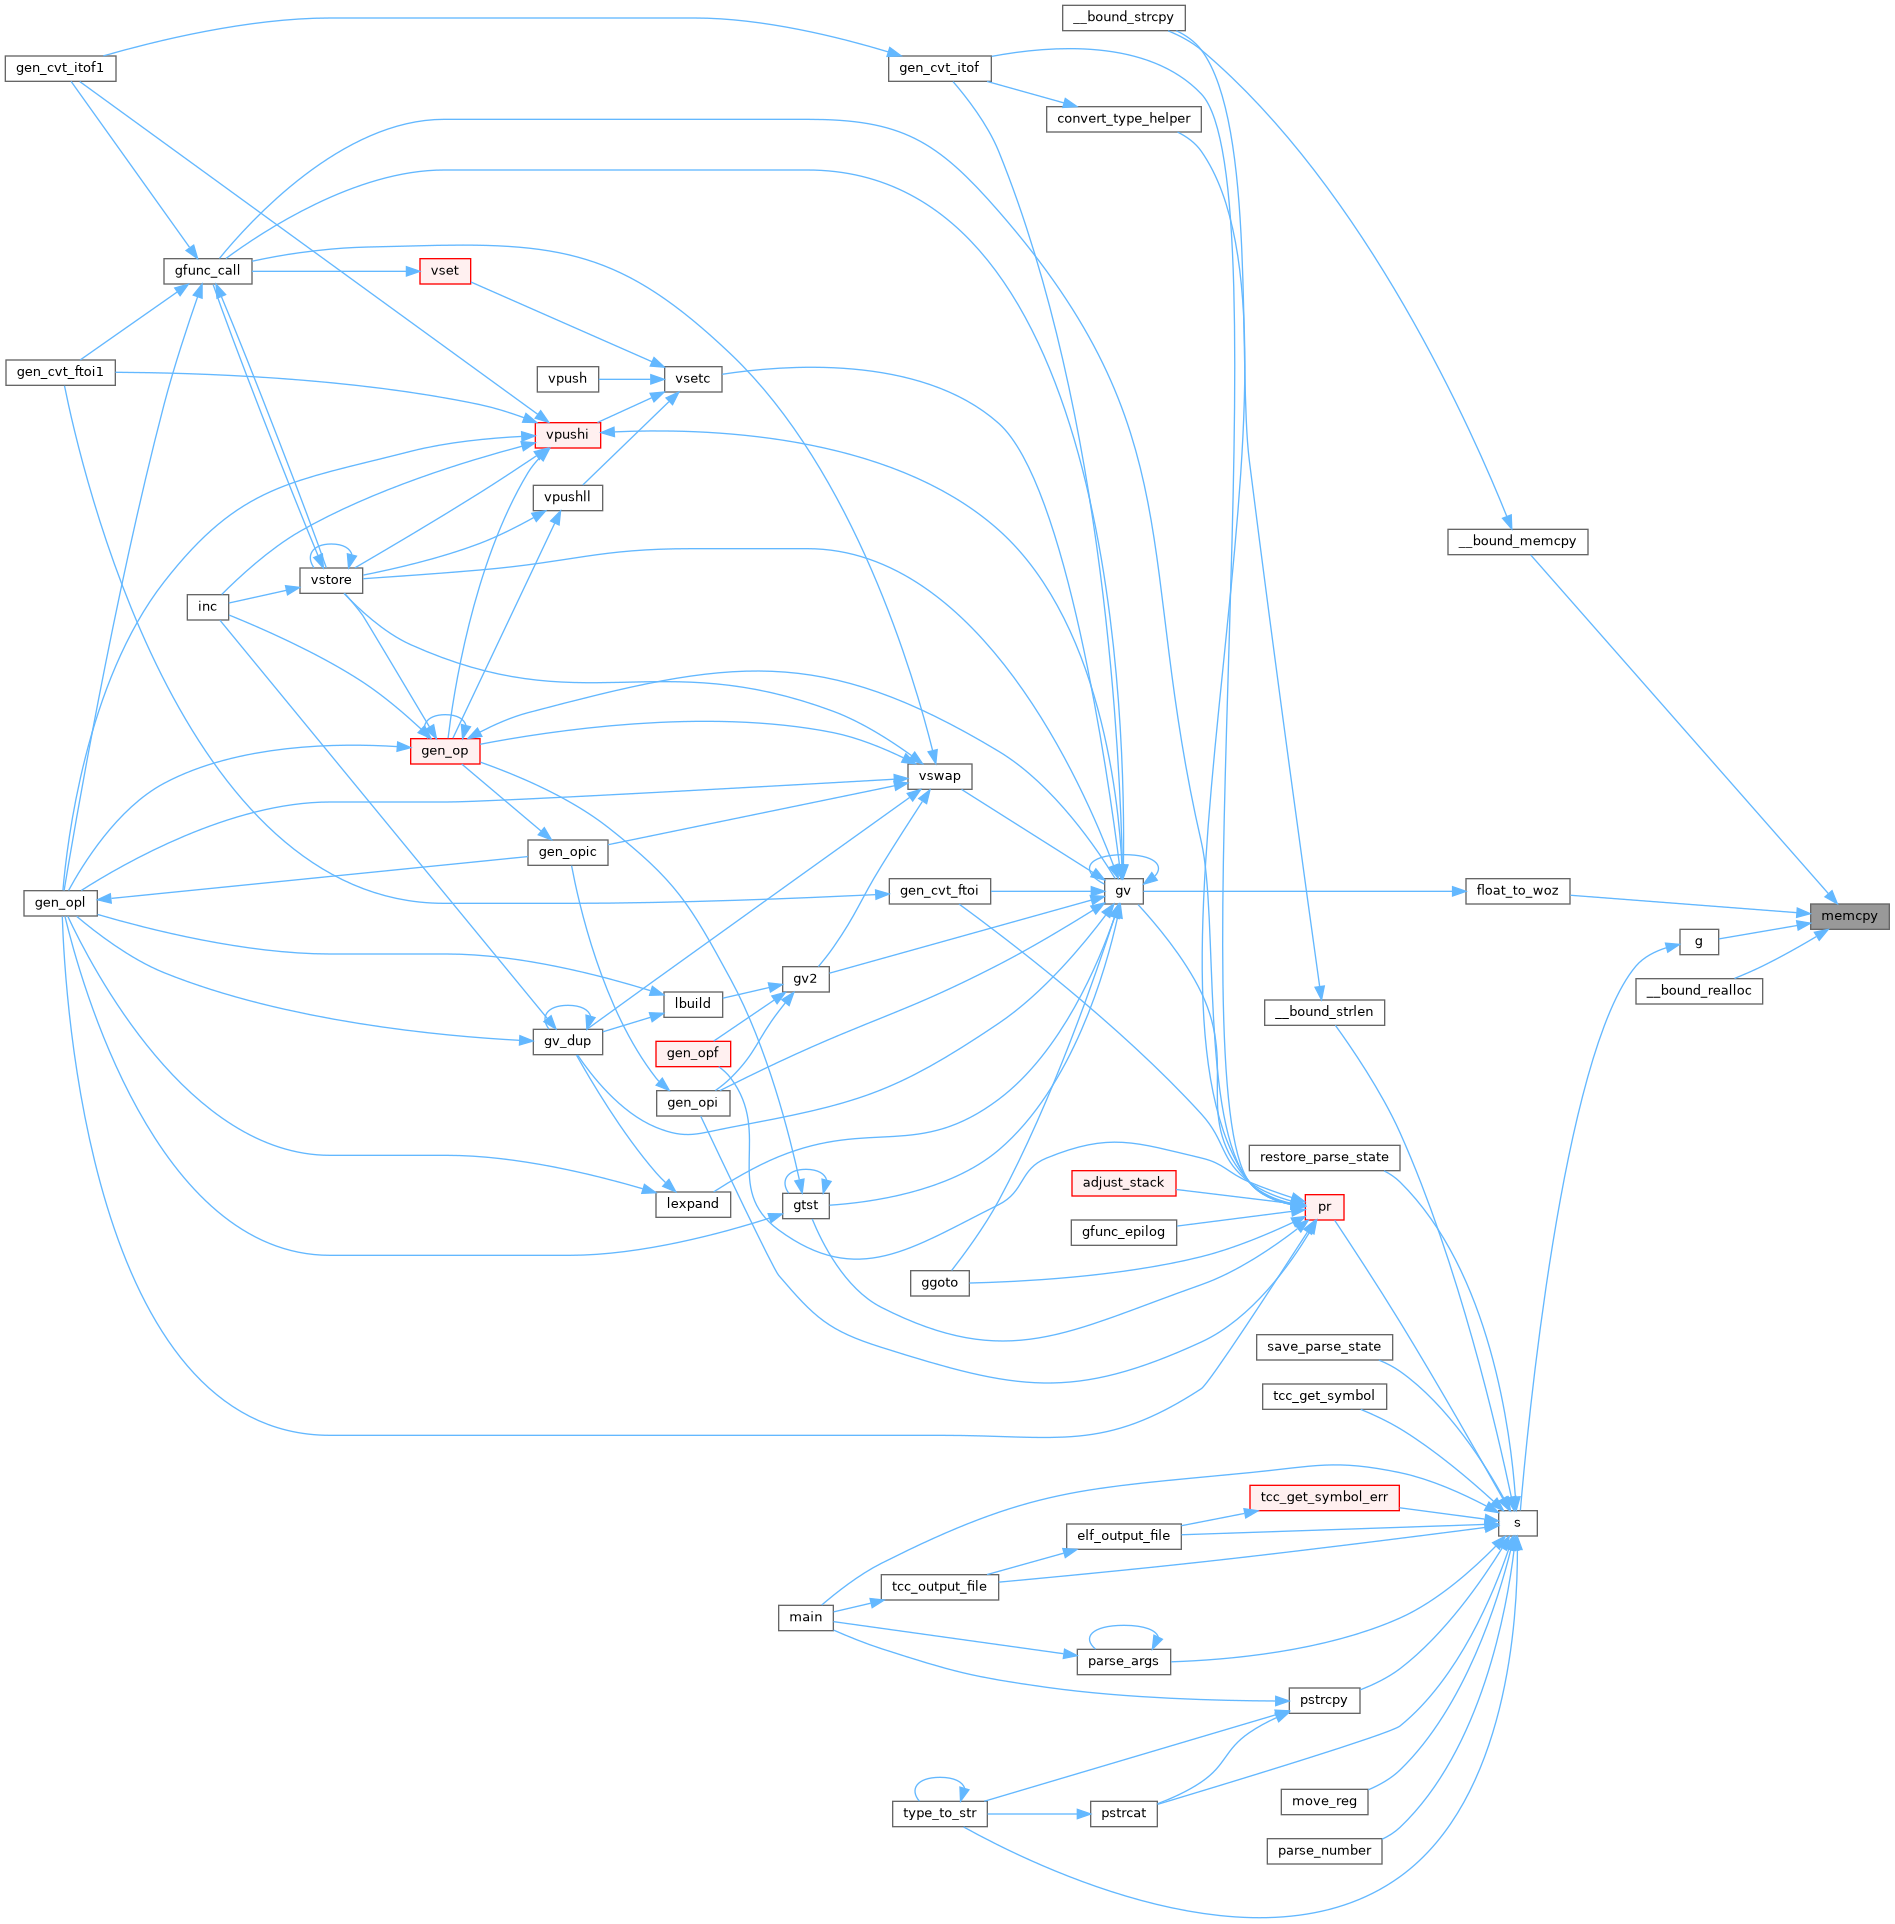 __bound_strcpy
gen_cvt_itof1
gen_cvt_itof
convert_type_helper
gfunc_call
vset
gen_cvt_ftoi1
vpush
vsetc
vpushi
vpushll
__bound_memcpy
vstore
inc
gen_op
vswap
gen_opic
gen_opl
gen_cvt_ftoi
gv
float_to_woz
memcpy
g
gv2
__bound_realloc
lbuild
__bound_strlen
gv_dup
gen_opf
gen_opi
restore_parse_state
adjust_stack
lexpand
gtst
pr
gfunc_epilog
ggoto
save_parse_state
tcc_get_symbol
tcc_get_symbol_err
s
elf_output_file
tcc_output_file
main
parse_args
pstrcpy
move_reg
type_to_str
pstrcat
parse_number